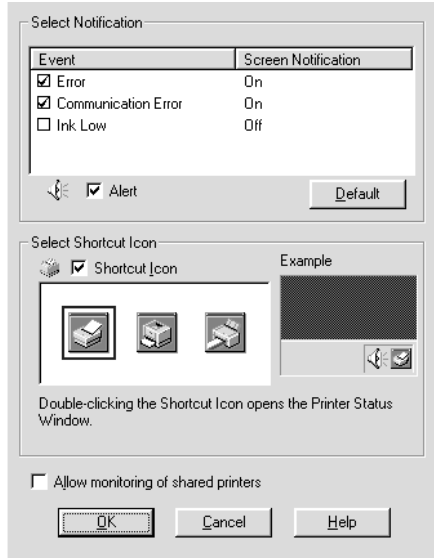 Select Notification
Event Screen Notification
Error On
Communication Error On
Ink Low Off
Alert Default
Select Shortcut Icon
Shortcut Icon Example
Double-clicking the Shortcut Icon opens the Printer Status
Window.
Allow monitoring of shared printers
OK Cancel Help